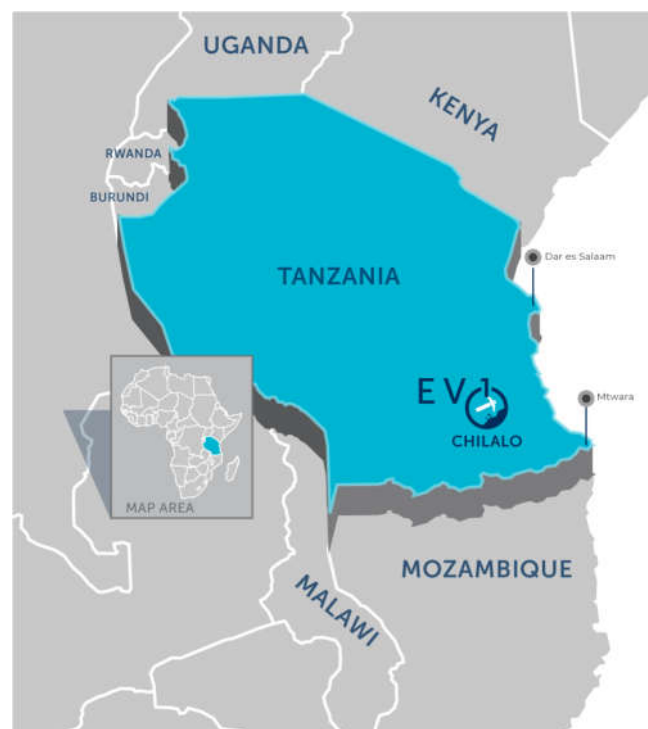 UGANDA
KENYA
RWANDA
BURUNDI
Dar es Salaam
TANZANIA
EV1
Mtwara
CHILALO
MAP AREA
MOZAMBIQUE
MALAWI